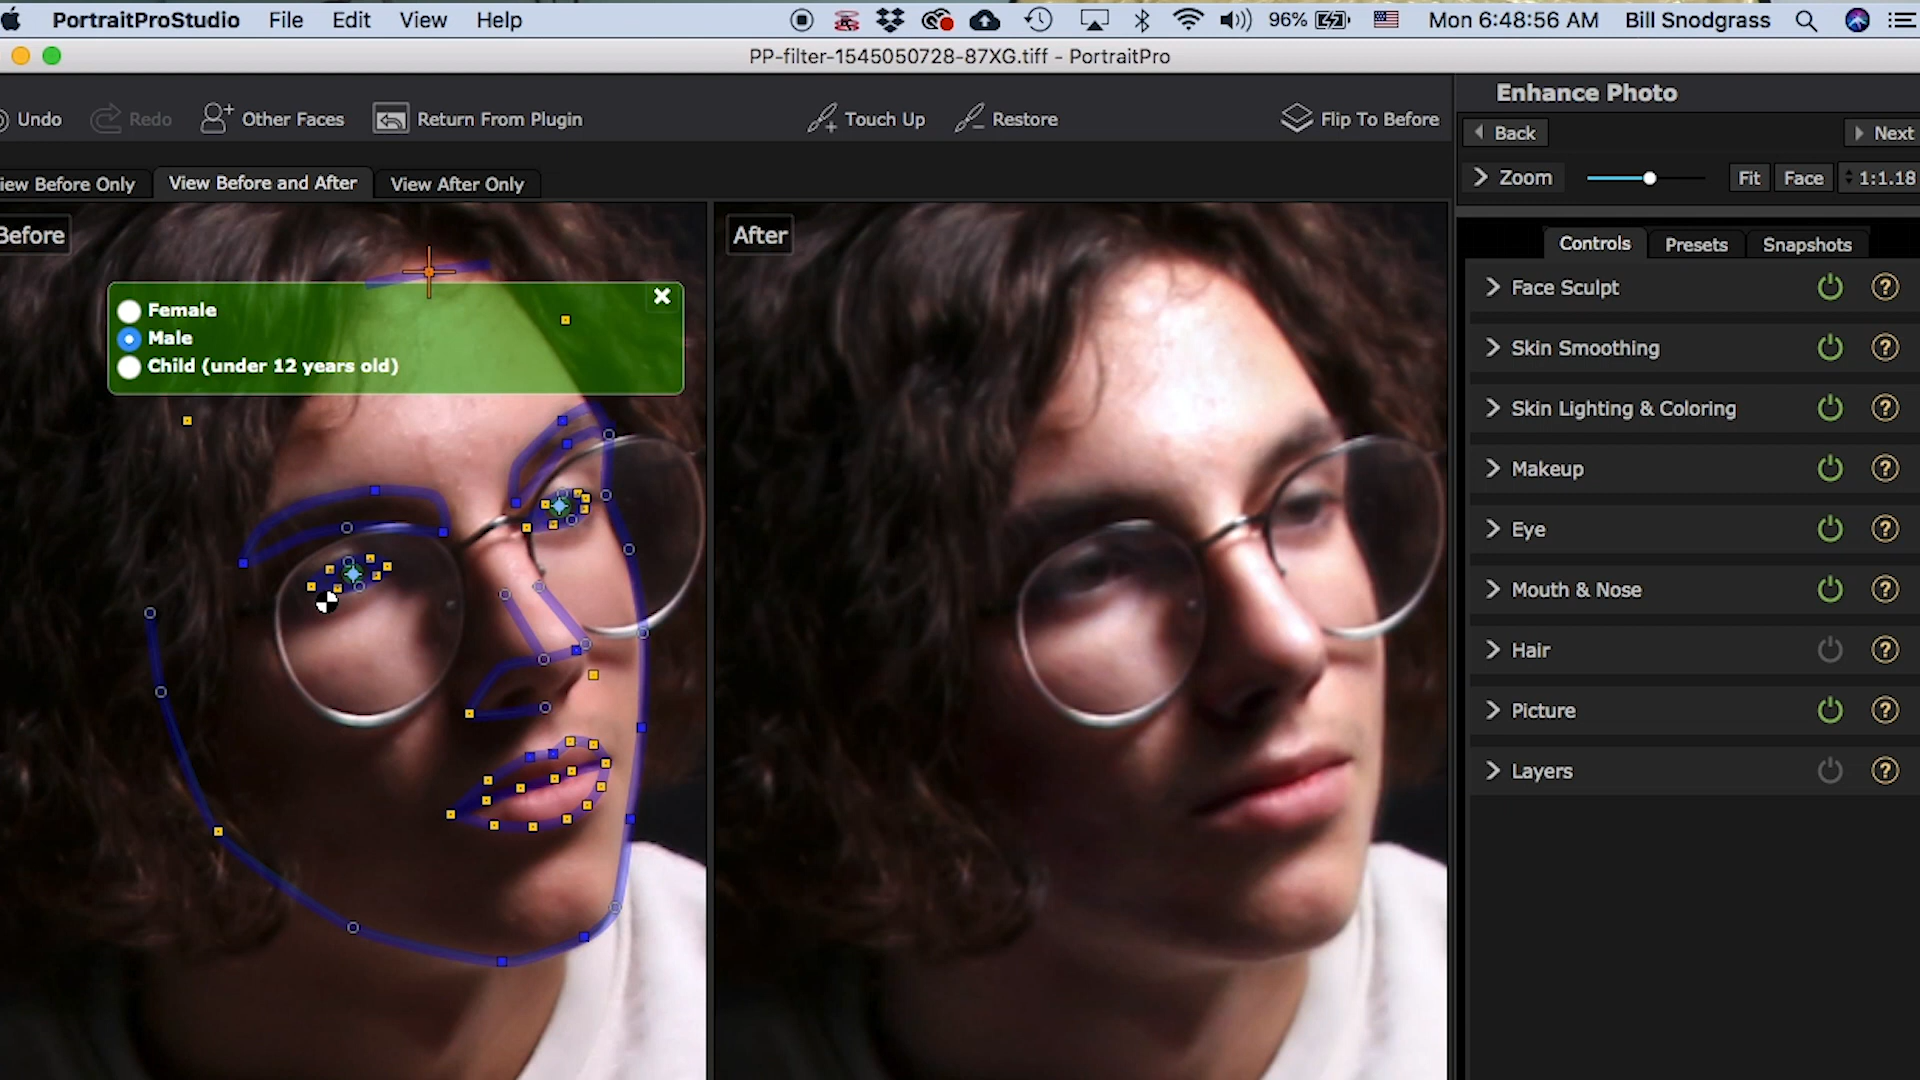 PortraitProStudio File Edit View Help 96% Mon 6:48:56 AM Bill Snodgrass
PP-filter-1545050728-87XG.tiff - PortraitPro
Undo Redo Other Faces Return From Plugin Touch Up Restore Flip To Before
Enhance Photo
Back Next
Zoom Fit Face 1:1.18
iew Before Only View Before and After View After Only
Before
After
Female
Male
Child (under 12 years old)
Controls Presets Snapshots
Face Sculpt ?
Skin Smoothing ?
Skin Lighting & Coloring ?
Makeup ?
Eye ?
Mouth & Nose ?
Hair ?
Picture ?
Layers ?